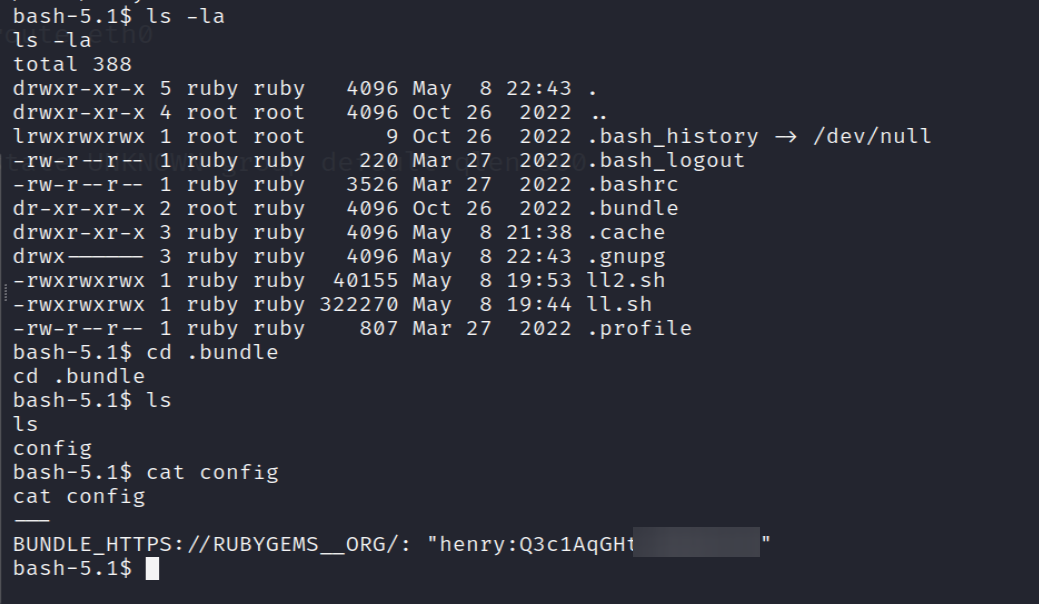 bash-5.1$ ls -la
ls -la
total 388
drwxr-xr-x 5 ruby ruby   4096 May  8 22:43 .
drwxr-xr-x 4 root root   4096 Oct 26  2022 ..
lrwxrwxrwx 1 root root      9 Oct 26  2022 .bash_history → /dev/null
-rw-r--r-- 1 ruby ruby    220 Mar 27  2022 .bash_logout
-rw-r--r-- 1 ruby ruby   3526 Mar 27  2022 .bashrc
dr-xr-xr-x 2 root ruby   4096 Oct 26  2022 .bundle
drwxr-xr-x 3 ruby ruby   4096 May  8 21:38 .cache
drwx------ 3 ruby ruby   4096 May  8 22:43 .gnupg
-rwxrwxrwx 1 ruby ruby  40155 May  8 19:53 ll2.sh
-rwxrwxrwx 1 ruby ruby 322270 May  8 19:44 ll.sh
-rw-r--r-- 1 ruby ruby    807 Mar 27  2022 .profile
bash-5.1$ cd .bundle
cd .bundle
bash-5.1$ ls
ls
config
bash-5.1$ cat config
cat config
---
BUNDLE_HTTPS://RUBYGEMS__ORG/: "henry:Q3c1AqGHt"
bash-5.1$